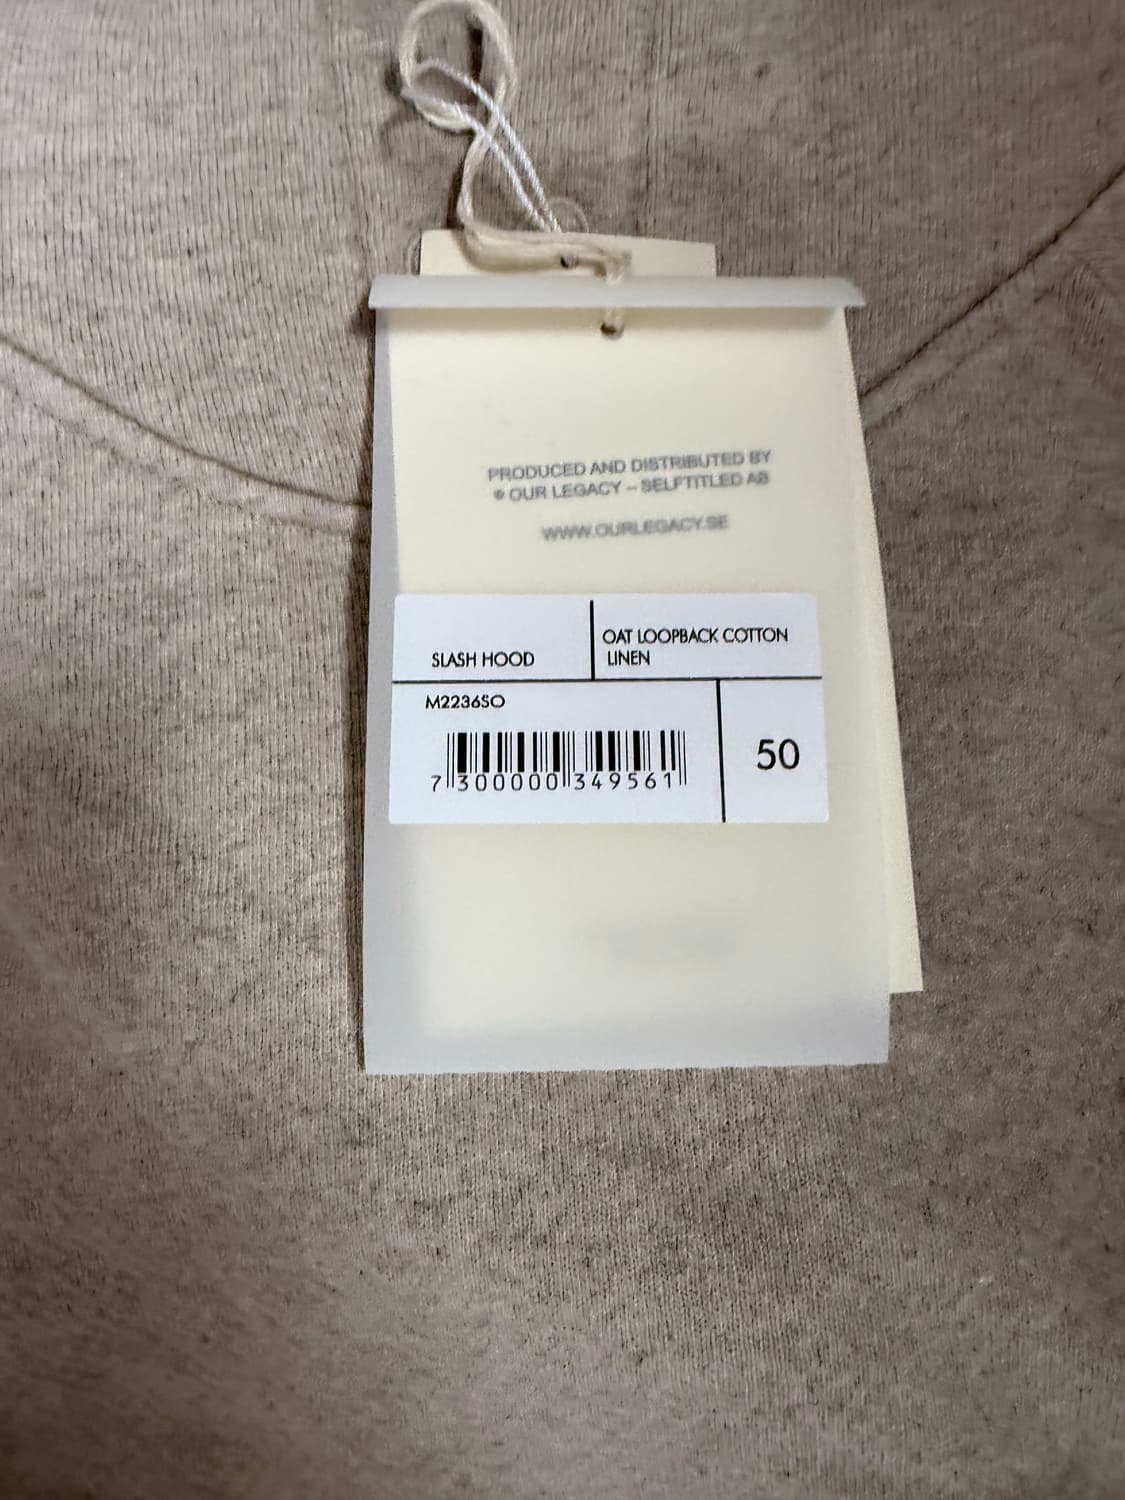 PRODUCED AND DISTRIBUTED BY
© OUR LEGACY – SELFTITLED AB
WWW.OURLEGACY.SE
SLASH HOOD
OAT LOOPBACK COTTON
LINEN
M2236SO
50
7 300000 349561